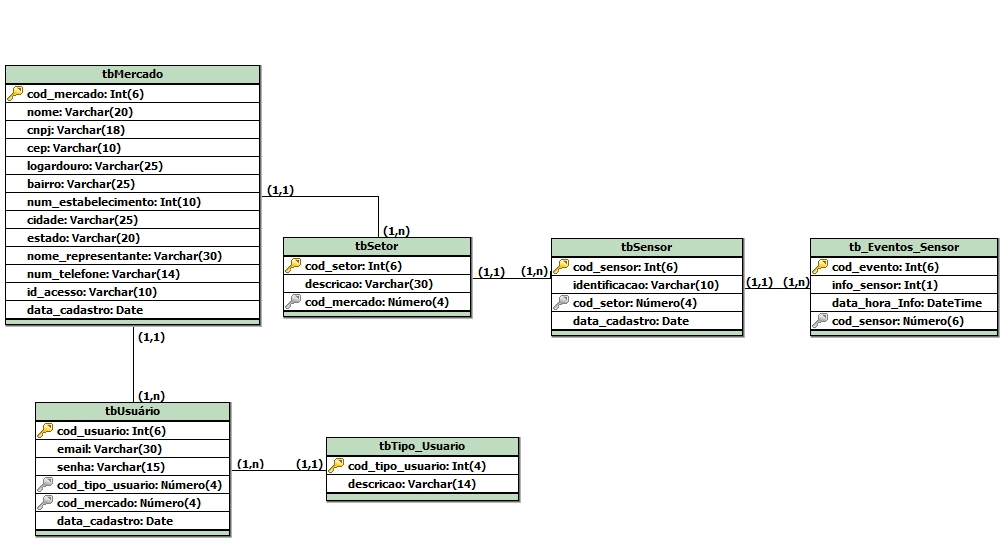 tbMercado
cod_mercado: Int(6)
nome: Varchar(20)
cnpj: Varchar(18)
cep: Varchar(10)
logardouro: Varchar(25)
bairro: Varchar(25)
num_estabelecimento: Int(10)
cidade: Varchar(25)
estado: Varchar(20)
nome_representante: Varchar(30)
num_telefone: Varchar(14)
id_acesso: Varchar(10)
data_cadastro: Date
(1,1)
(1,n)
tbSetor
cod_setor: Int(6)
descricao: Varchar(30)
cod_mercado: Número(4)
(1,1)
(1,n)
tbSensor
cod_sensor: Int(6)
identificacao: Varchar(10)
cod_setor: Número(4)
data_cadastro: Date
(1,1)
(1,n)
tb_Eventos_Sensor
cod_evento: Int(6)
info_sensor: Int(1)
data_hora_Info: DateTime
cod_sensor: Número(6)
(1,1)
(1,n)
tbUsuário
cod_usuario: Int(6)
email: Varchar(30)
senha: Varchar(15)
cod_tipo_usuario: Número(4)
cod_mercado: Número(4)
data_cadastro: Date
(1,n)
(1,1)
tbTipo_Usuario
cod_tipo_usuario: Int(4)
descricao: Varchar(14)